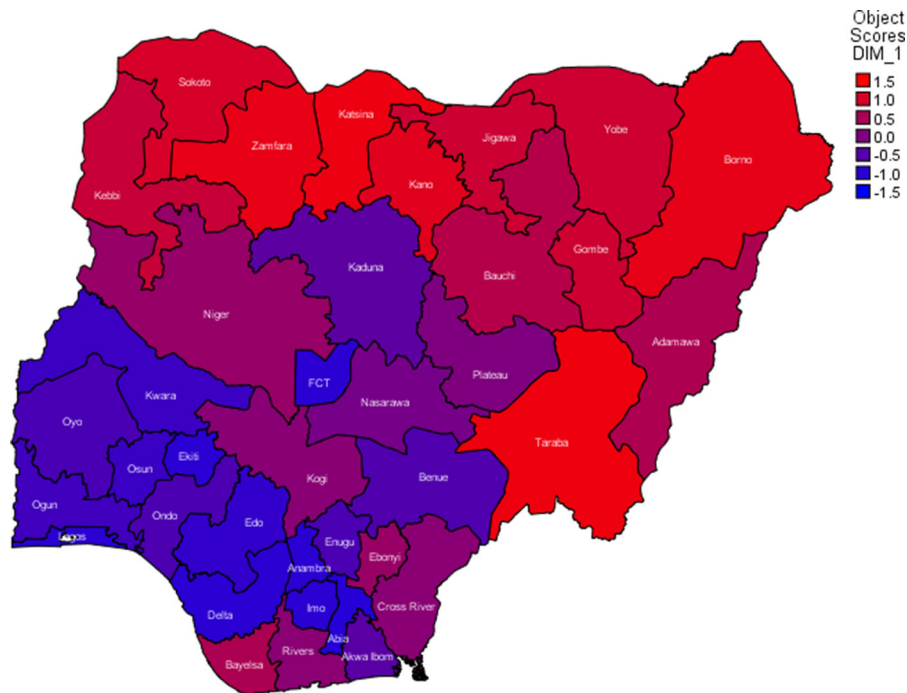 Object
Scores
DIM_1
1.5
1.0
0.5
0.0
-0.5
-1.0
-1.5
Sokoto
Katsina
Zamfara
Jigawa
Yobe
Borno
Kano
Kebbi
Gombe
Kaduna
Bauchi
Niger
Adamawa
FCT
Plateau
Kwara
Nasarawa
Oyo
Taraba
Ekiti
Osun
Kogi
Benue
Ogun
Ondo
Edo
Lagos
Enugu
Ebonyi
Anambra
Delta
Imo
Cross River
Abia
Rivers
Akwa Ibom
Bayelsa